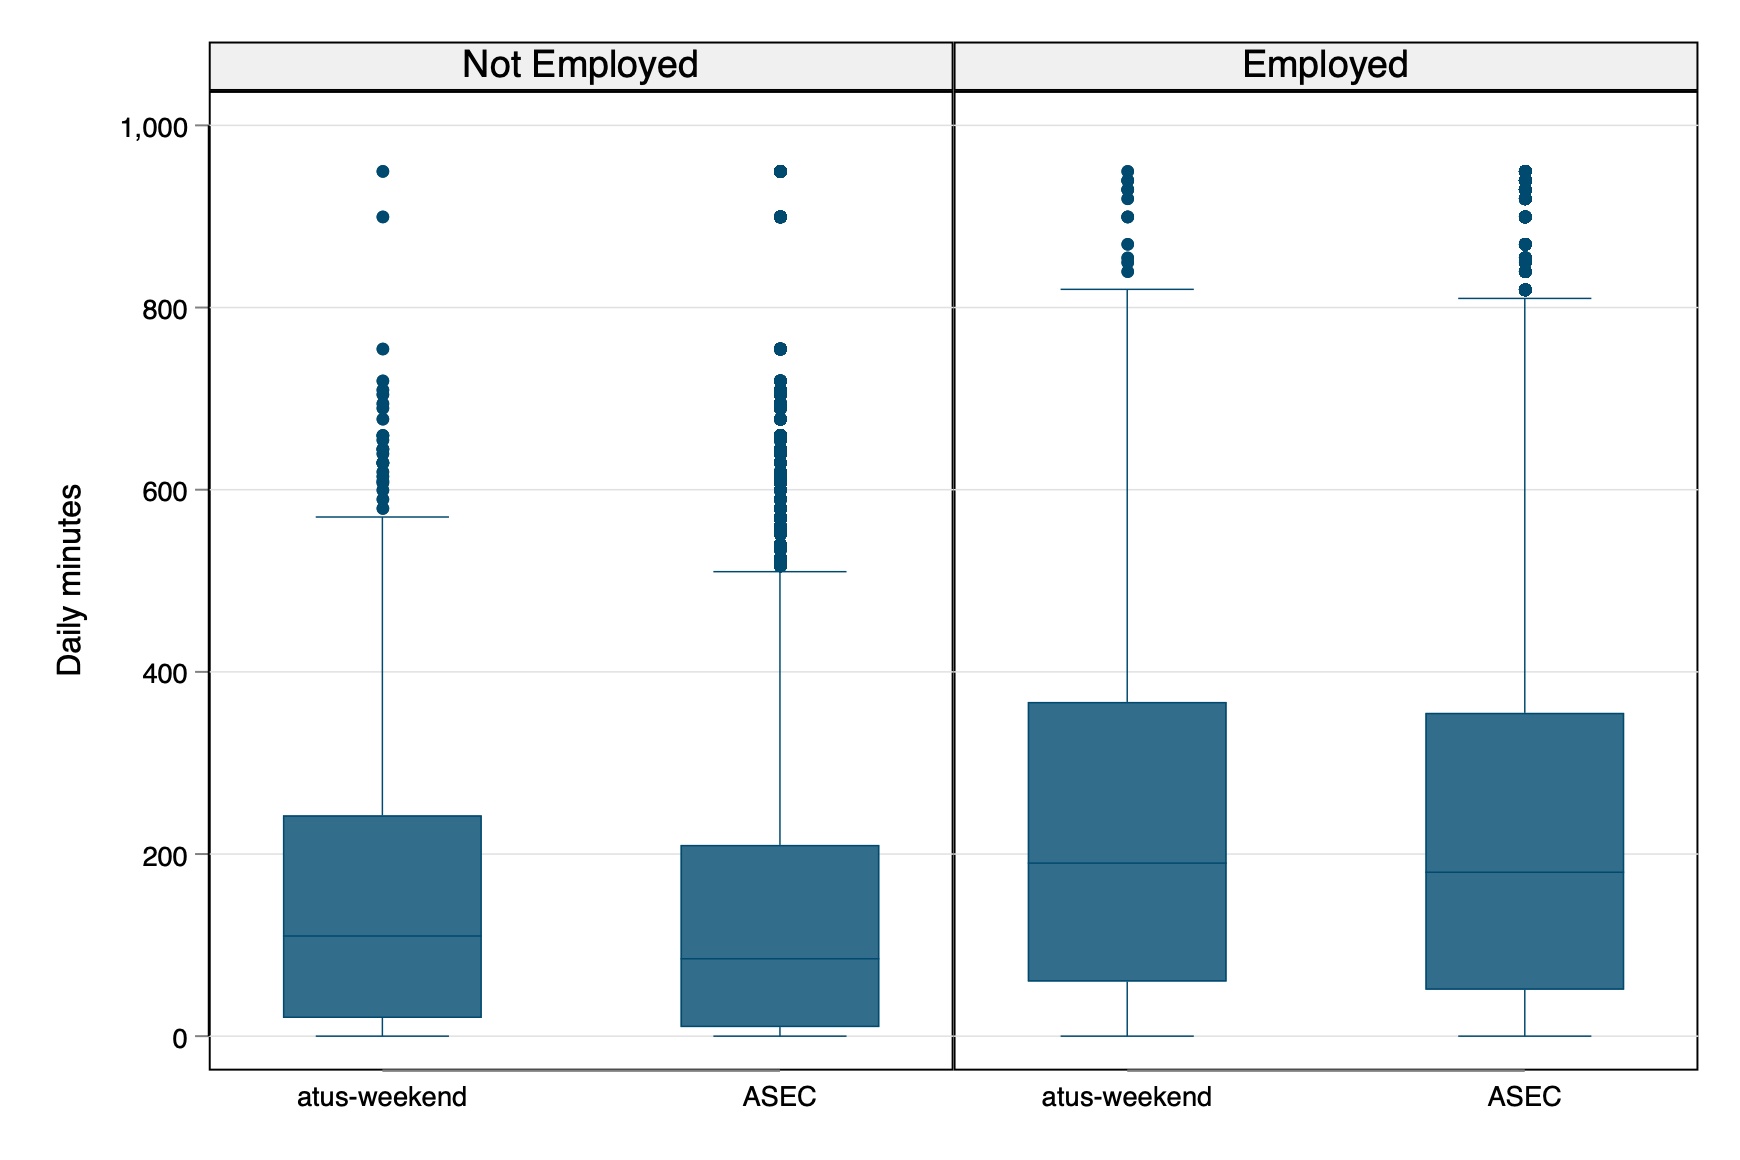 Not Employed
Employed
1,000
800
600
400
200
0
Daily minutes
atus-weekend
ASEC
atus-weekend
ASEC